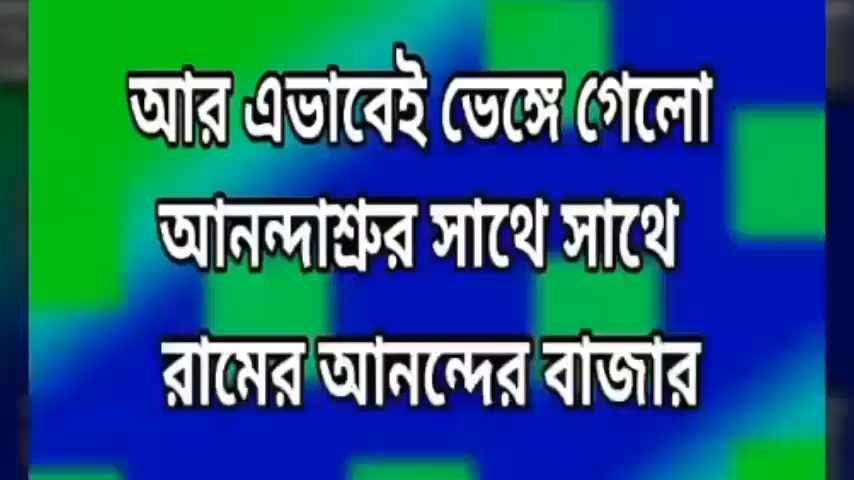 আর এভাবেই ভেঙ্গে গেলো
আনন্দাশ্রুর সাথে সাথে
রামের আনন্দের বাজার